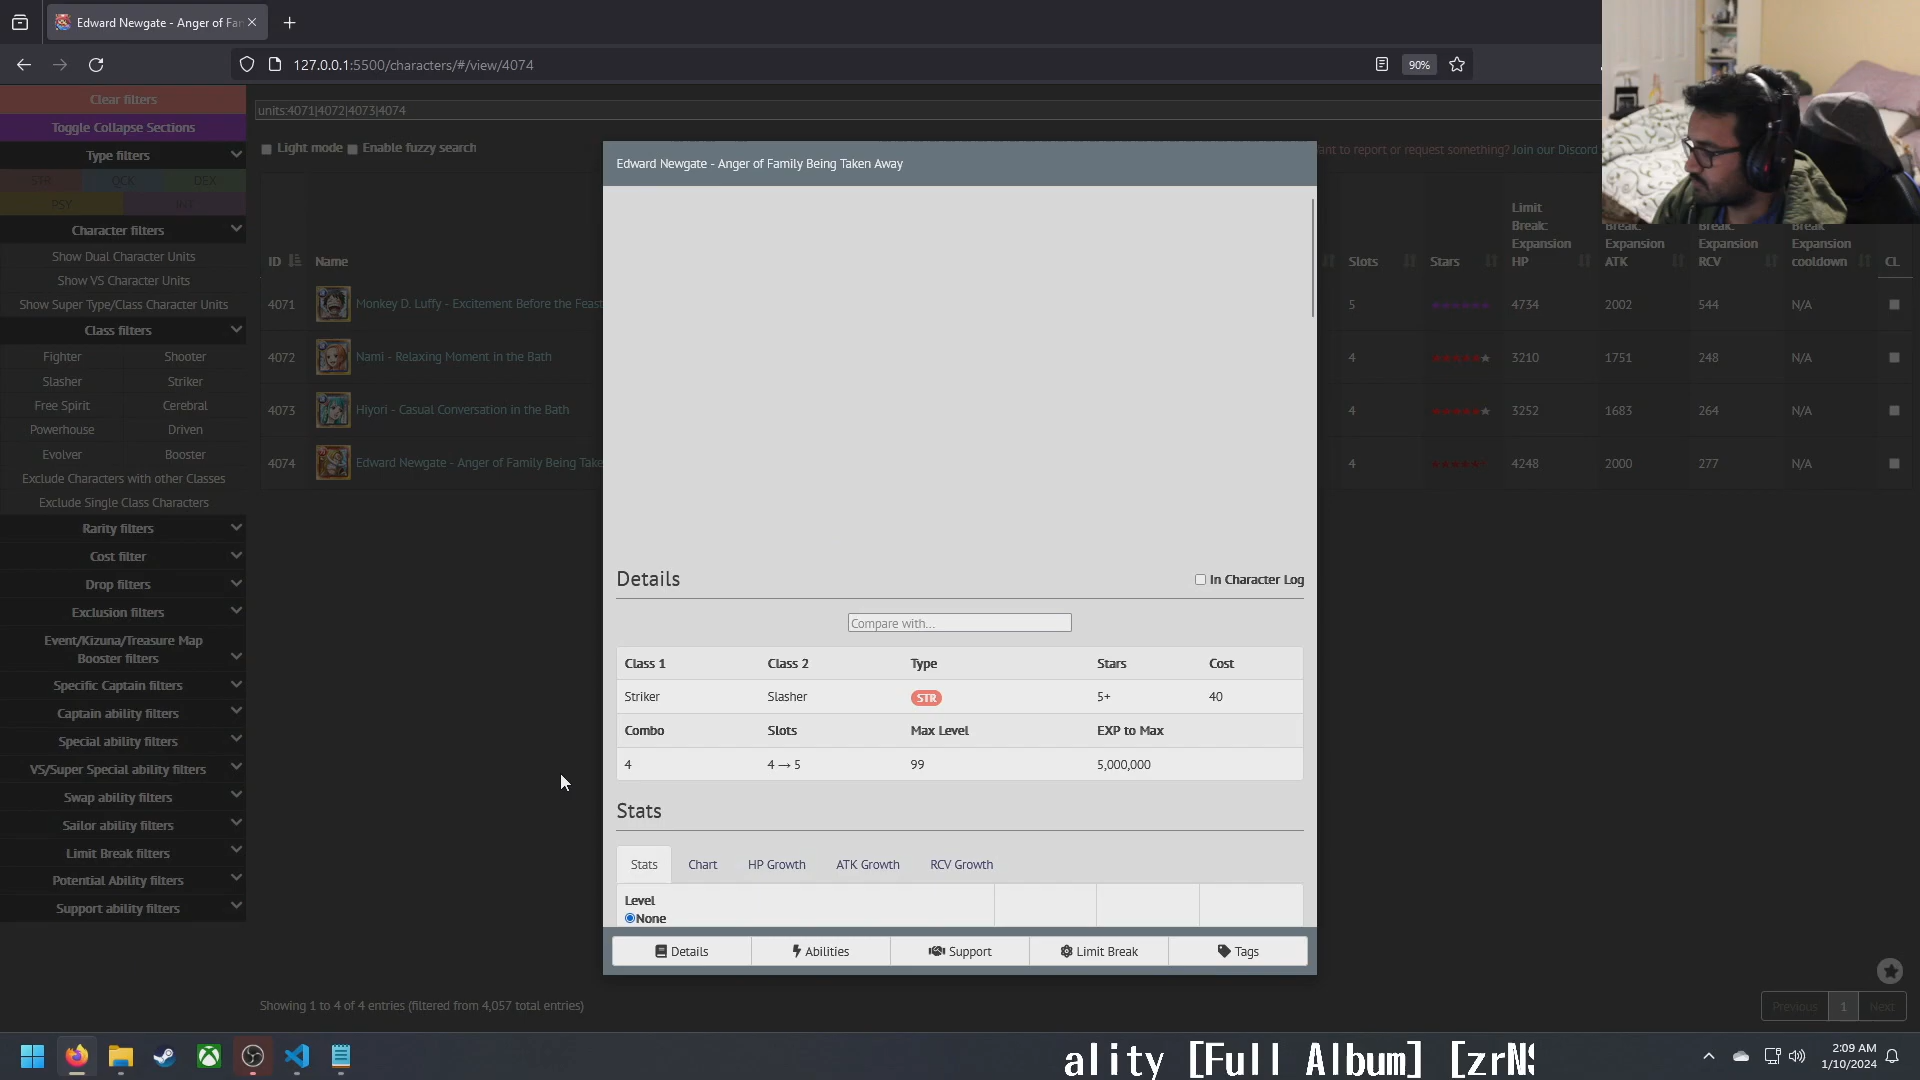 Edward Newgate - Anger of Far
127.0.0.1:5500/characters/#/view/4074
90%
Clear filters
Toggle Collapse Sections
Type filters
STR
QCK
DEX
PSY
INT
Character filters
Show Dual Character Units
Show VS Character Units
Show Super Type/Class Character Units
Class filters
Fighter
Shooter
Slasher
Striker
Free Spirit
Cerebral
Powerhouse
Driven
Evolver
Booster
Exclude Characters with other Classes
Exclude Single Class Characters
Rarity filters
Cost filter
Drop filters
Exclusion filters
Event/Kizuna/Treasure Map
Booster filters
Specific Captain filters
Captain ability filters
Special ability filters
VS/Super Special ability filters
Swap ability filters
Sailor ability filters
Limit Break filters
Potential Ability filters
Support ability filters
units:4071|4072|4073|4074
Light mode
Enable fuzzy search
ant to report or request something? Join our Discord
ID
Name
Slots
Stars
Limit
Break:
Expansion
HP
Break:
Expansion
ATK
Break:
Expansion
RCV
Break
Expansion
cooldown
CL
4071 Monkey D. Luffy - Excitement Before the Feast 5 4734 2002 544 N/A
4072 Nami - Relaxing Moment in the Bath 4 3210 1751 248 N/A
4073 Hiyori - Casual Conversation in the Bath 4 3252 1683 264 N/A
4074 Edward Newgate - Anger of Family Being Take 4 4248 2000 277 N/A
Edward Newgate - Anger of Family Being Taken Away
Details
In Character Log
Compare with...
Class 1 Class 2 Type Stars Cost
Striker Slasher STR 5+ 40
Combo Slots Max Level EXP to Max
4 4 → 5 99 5,000,000
Stats
Stats Chart HP Growth ATK Growth RCV Growth
Level
None
Details Abilities Support Limit Break Tags
Showing 1 to 4 of 4 entries (filtered from 4,057 total entries)
Previous 1 Next
ality [Full Album] [zrNS
2:09 AM
1/10/2024